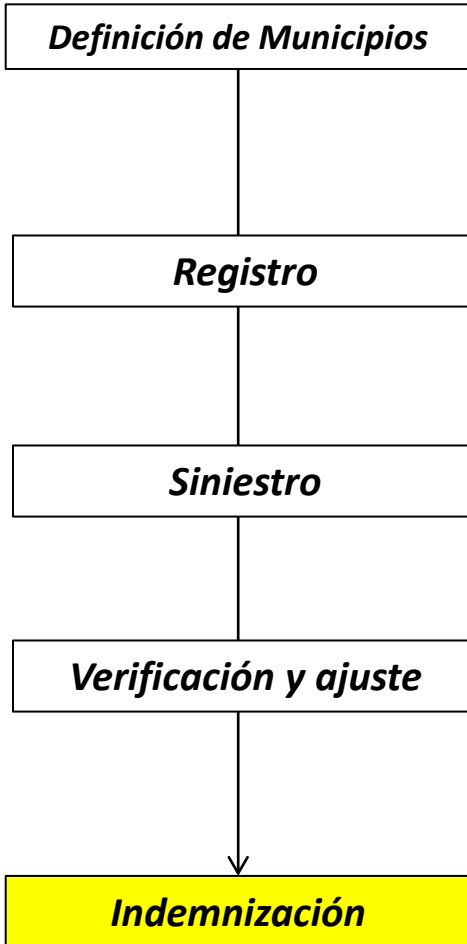 Definición de Municipios
Registro
Siniestro
Verificación y ajuste
Indemnización